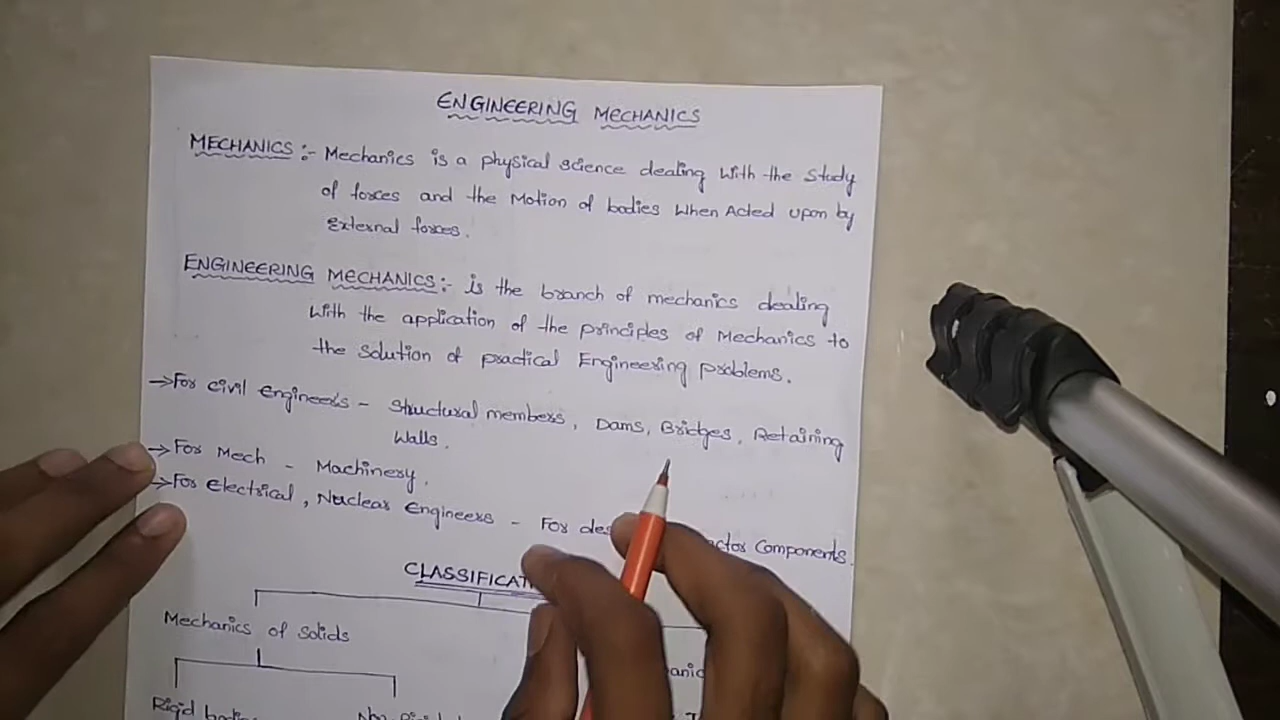 ENGINEERING MECHANICS
MECHANICS :- Mechanics is a physical science dealing with the study
of forces and the Motion of bodies when Acted upon by
External forces.
ENGINEERING MECHANICS :- is the branch of mechanics dealing
With the application of the principles of Mechanics to
the solution of practical Engineering problems.
→For civil Engineers - Structural members, Dams, Bridges, Retaining
Walls.
→For Mech - Machinery.
→For Electrical, Nuclear Engineers - For Components.
Mechanics of Solids
Rigid